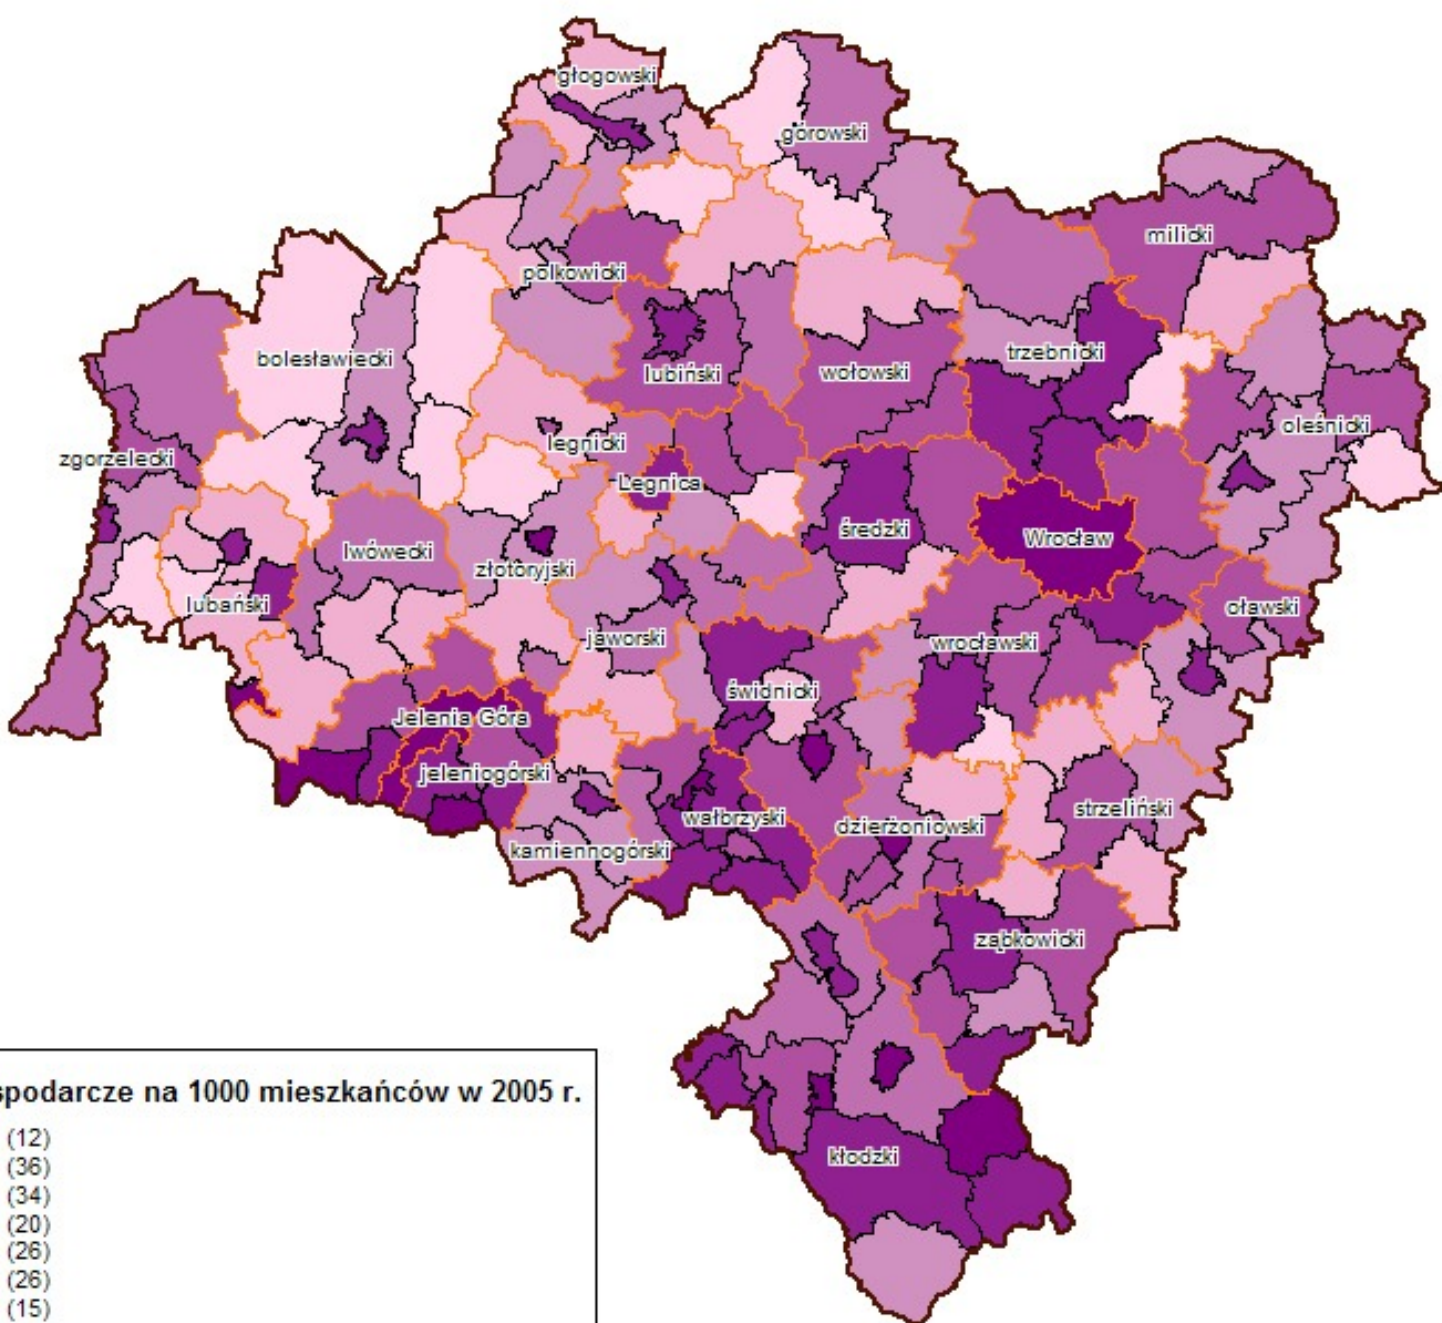 głogowski
górowski
milicki
polkowicki
bolesławiecki
trzebnicki
lubiński
wołowski
oleśnicki
legnicki
zgorzelecki
Legnica
średzki
Wrocław
lwówecki
złotoryjski
lubański
oławski
jaworski
wrocławski
świdnicki
Jelenia Góra
jeleniogórski
strzeliński
wałbrzyski
dzierżoniowski
kamiennogórski
ząbkowicki
spodarcze na 1000 mieszkańców w 2005 r.
(12)
(36)
(34)
kłodzki
(20)
(26)
(26)
(15)